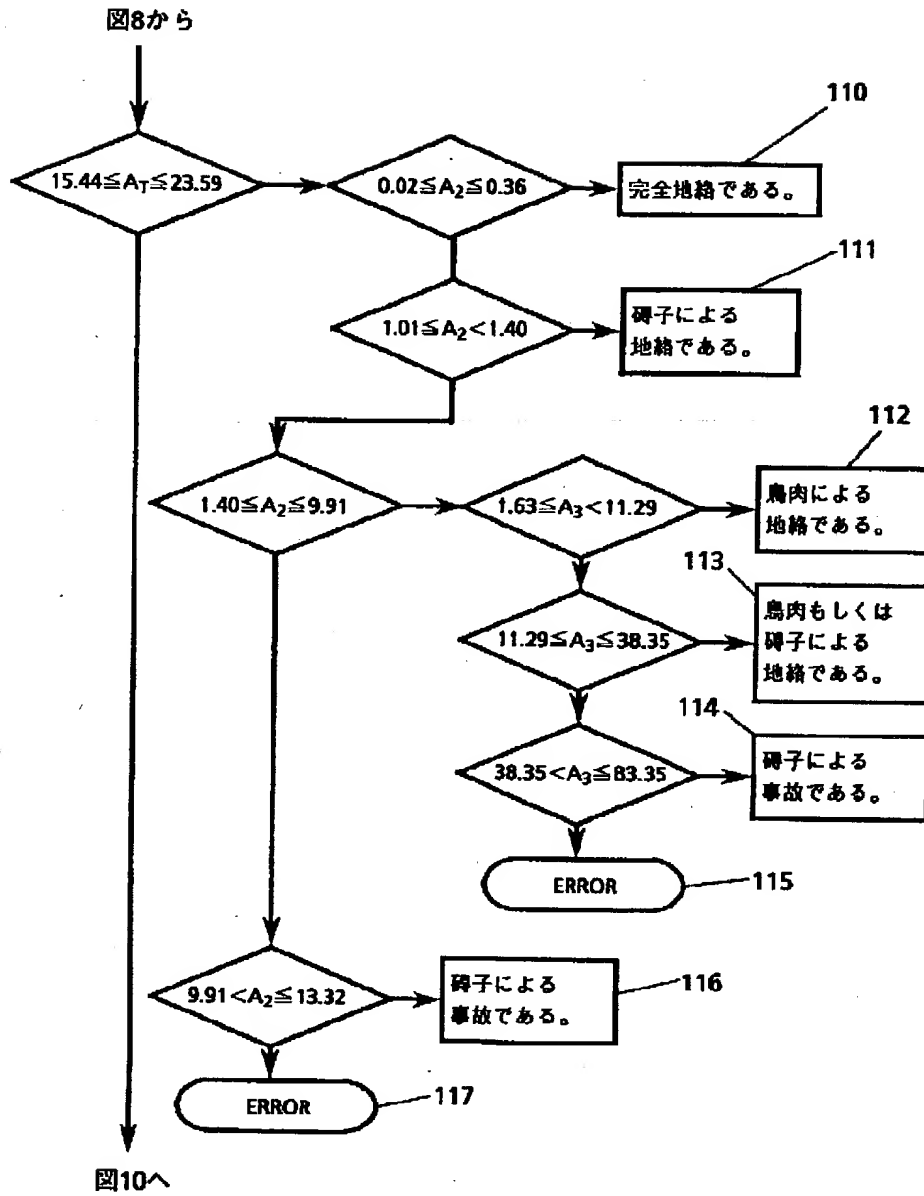 図8から
15.44≦AT≦23.59
0.02≦A2≦0.36
110
完全地絡である。
1.01≦A2<1.40
111
碍子による
地絡である。
1.40≦A2≦9.91
1.63≦A3<11.29
112
鳥肉による
地絡である。
11.29≦A3≦38.35
113
鳥肉もしくは
碍子による
地絡である。
38.35<A3≦83.35
114
碍子による
事故である。
ERROR
115
9.91<A2≦13.32
碍子による
事故である。
116
ERROR
117
図10へ